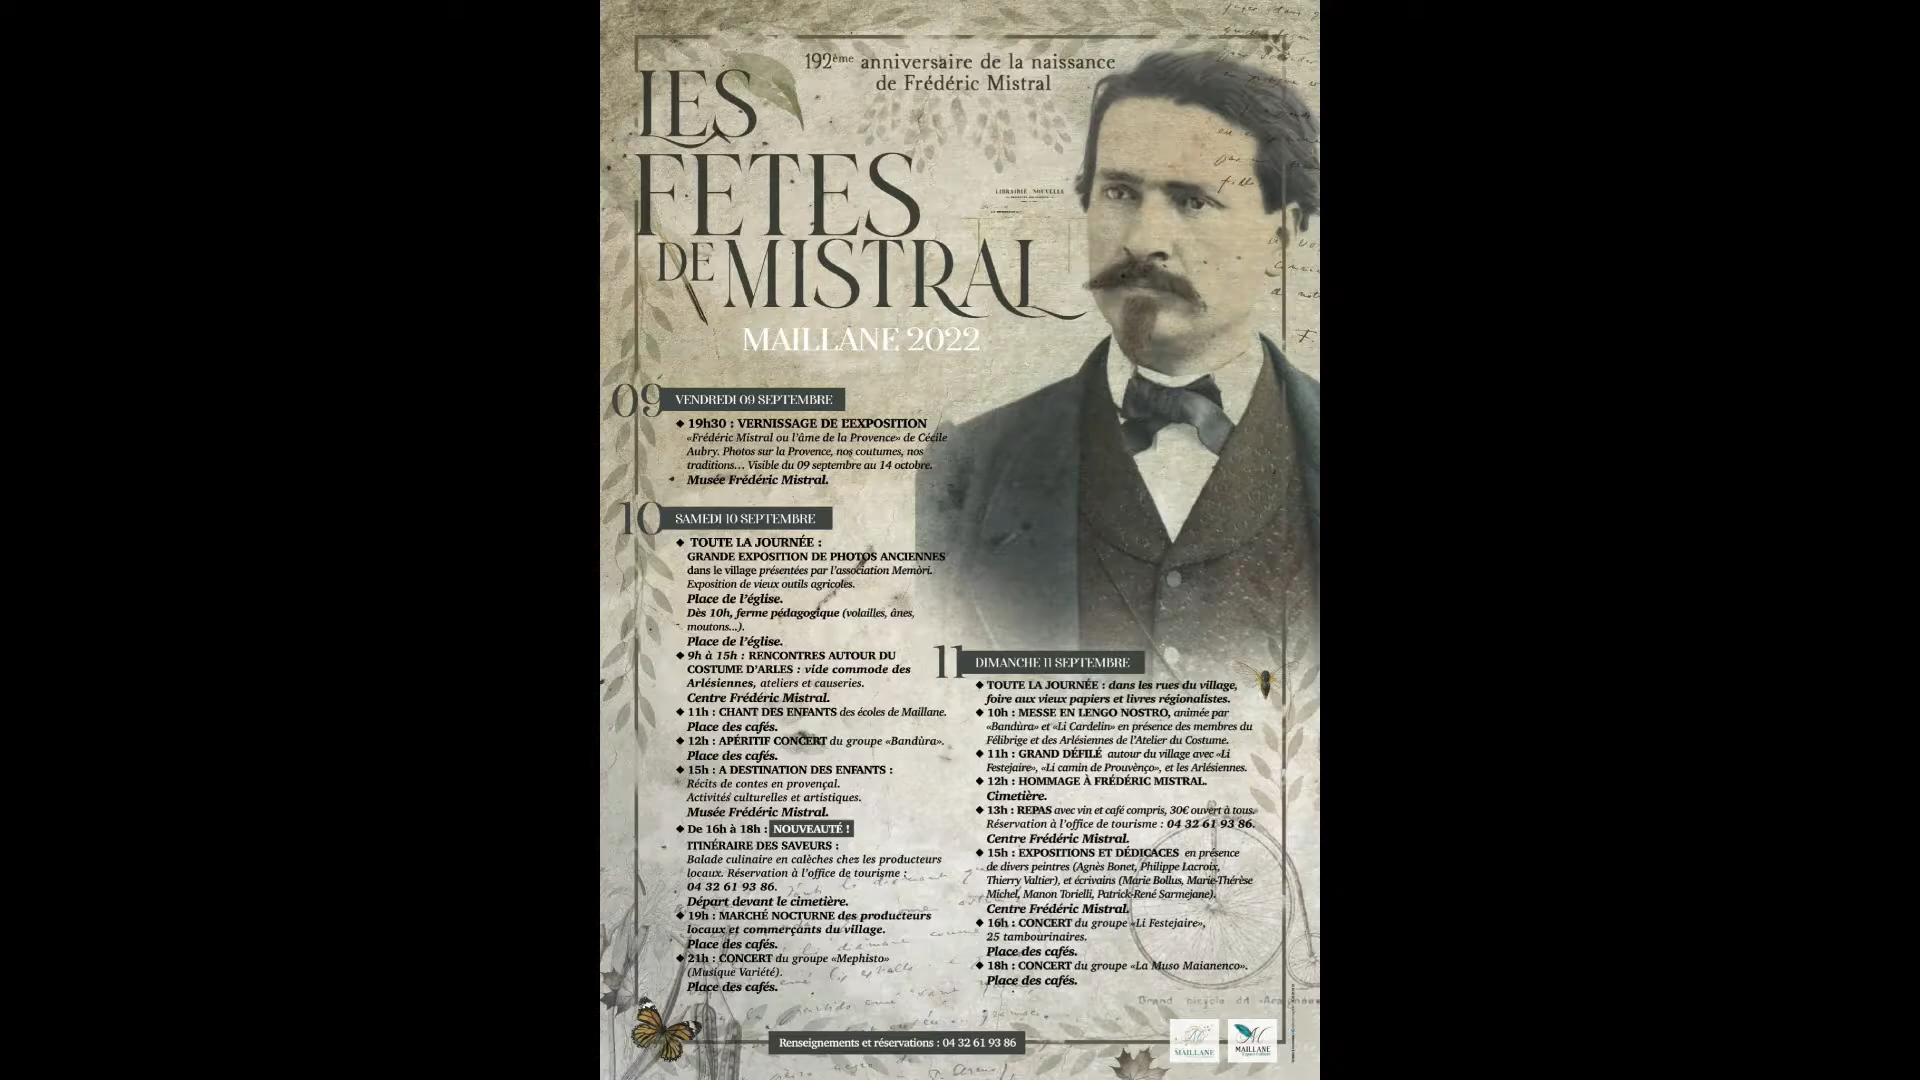 192ème anniversaire de la naissance
de Frédéric Mistral
LES
FÊTES
DE MISTRAL
LIBRAIRIE NOUVELLE
MAILLANE 2022
09
VENDREDI 09 SEPTEMBRE
◆ 19h30 : VERNISSAGE DE L'EXPOSITION
«Frédéric Mistral ou l'âme de la Provence» de Cécile
Aubry. Photos sur la Provence, nos coutumes, nos
traditions… Visible du 09 septembre au 14 octobre.
Musée Frédéric Mistral.
10
SAMEDI 10 SEPTEMBRE
◆ TOUTE LA JOURNÉE :
GRANDE EXPOSITION DE PHOTOS ANCIENNES
dans le village présentées par l'association Memòri.
Exposition de vieux outils agricoles.
Place de l'église.
Dès 10h, ferme pédagogique (volailles, ânes,
moutons...).
Place de l'église.
◆ 9h à 15h : RENCONTRES AUTOUR DU
COSTUME D'ARLES : vide commode des
Arlésiennes, ateliers et causeries.
Centre Frédéric Mistral.
◆ 11h : CHANT DES ENFANTS des écoles de Maillane.
Place des cafés.
◆ 12h : APÉRITIF CONCERT du groupe «Bandùra».
Place des cafés.
◆ 15h : A DESTINATION DES ENFANTS :
Récits de contes en provençal.
Activités culturelles et artistiques.
Musée Frédéric Mistral.
◆ De 16h à 18h : NOUVEAUTÉ !
ITINÉRAIRE DES SAVEURS :
Balade culinaire en calèches chez les producteurs
locaux. Réservation à l'office de tourisme :
04 32 61 93 86.
Départ devant le cimetière.
◆ 19h : MARCHÉ NOCTURNE des producteurs
locaux et commerçants du village.
Place des cafés.
◆ 21h : CONCERT du groupe «Mephisto»
(Musique Variété).
Place des cafés.
11
DIMANCHE 11 SEPTEMBRE
◆ TOUTE LA JOURNÉE : dans les rues du village,
foire aux vieux papiers et livres régionalistes.
◆ 10h : MESSE EN LENGO NOSTRO, animée par
«Bandùra» et «Li Cardelin» en présence des membres du
Félibrige et des Arlésiennes de l'Atelier du Costume.
◆ 11h : GRAND DÉFILÉ autour du village avec «Li
Festejaire», «Li camin de Prouvènço», et les Arlésiennes.
◆ 12h : HOMMAGE À FRÉDÉRIC MISTRAL.
Cimetière.
◆ 13h : REPAS avec vin et café compris, 30€ ouvert à tous.
Réservation à l'office de tourisme : 04 32 61 93 86.
Centre Frédéric Mistral.
◆ 15h : EXPOSITIONS ET DÉDICACES en présence
de divers peintres (Agnès Bonet, Philippe Lacroix,
Thierry Valtier), et écrivains (Marie Bollus, Marie-Thérèse
Michel, Manon Torielli, Patrick-René Sarmejane).
Centre Frédéric Mistral.
◆ 16h : CONCERT du groupe «Li Festejaire»,
25 tambourinaires.
Place des cafés.
◆ 18h : CONCERT du groupe «La Muso Maianenco».
Place des cafés.
Grand bicycle dit
Renseignements et réservations : 04 32 61 93 86
MAILLANE
MAILLANE